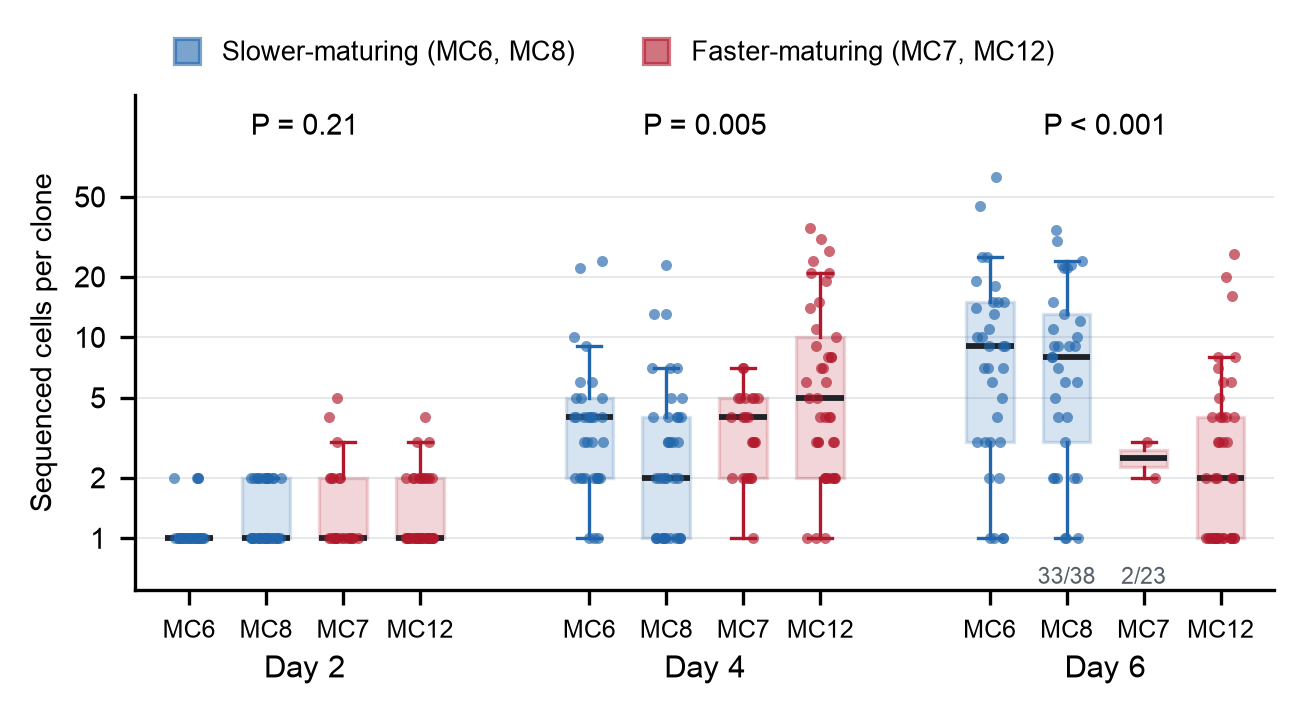 Slower-maturing (MC6, MC8) Faster-maturing (MC7, MC12)
P = 0.21 P = 0.005 P < 0.001
Sequenced cells per clone
50
20
10
5
2
1
33/38 2/23
MC6 MC8 MC7 MC12 MC6 MC8 MC7 MC12 MC6 MC8 MC7 MC12
Day 2 Day 4 Day 6